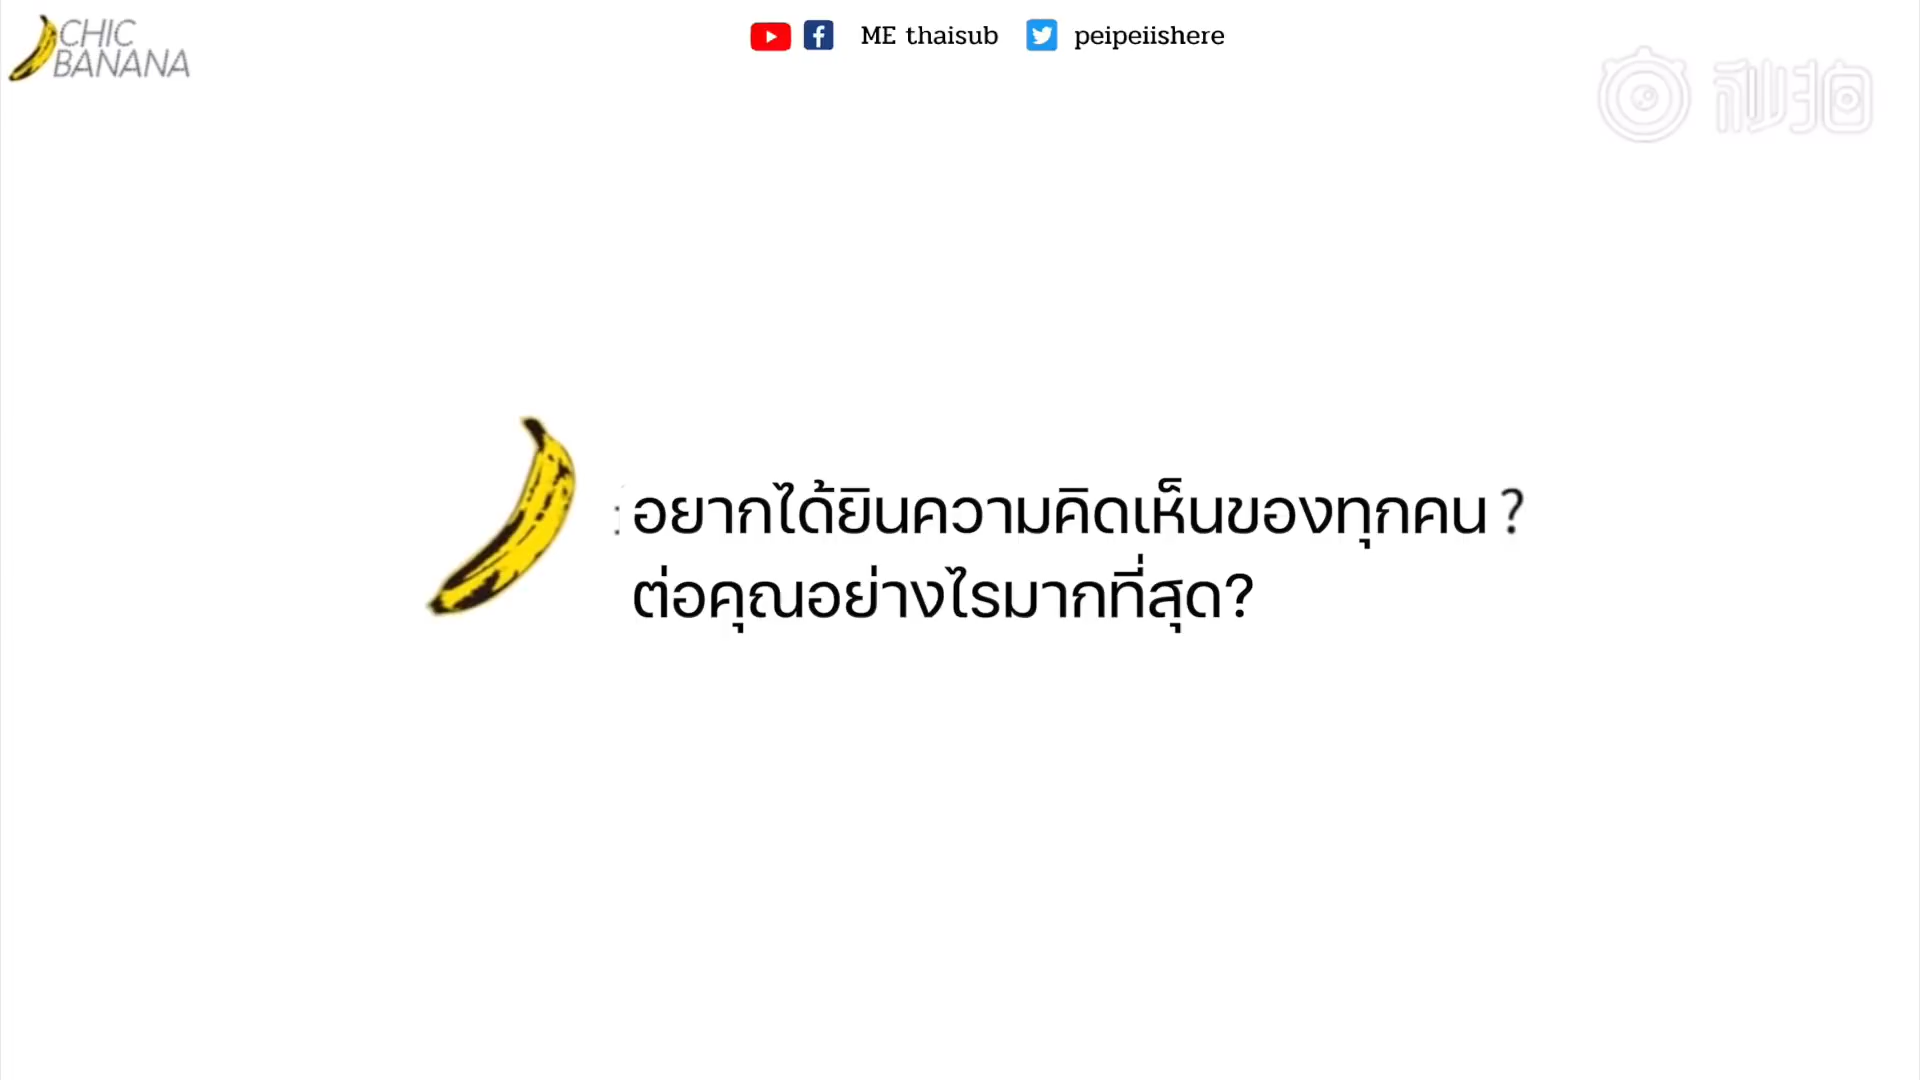 CHIC
BANANA
ME thaisub
peipeiishere
秒拍
:อยากได้ยินความคิดเห็นของทุกคน?
ต่อคุณอย่างไรมากที่สุด?